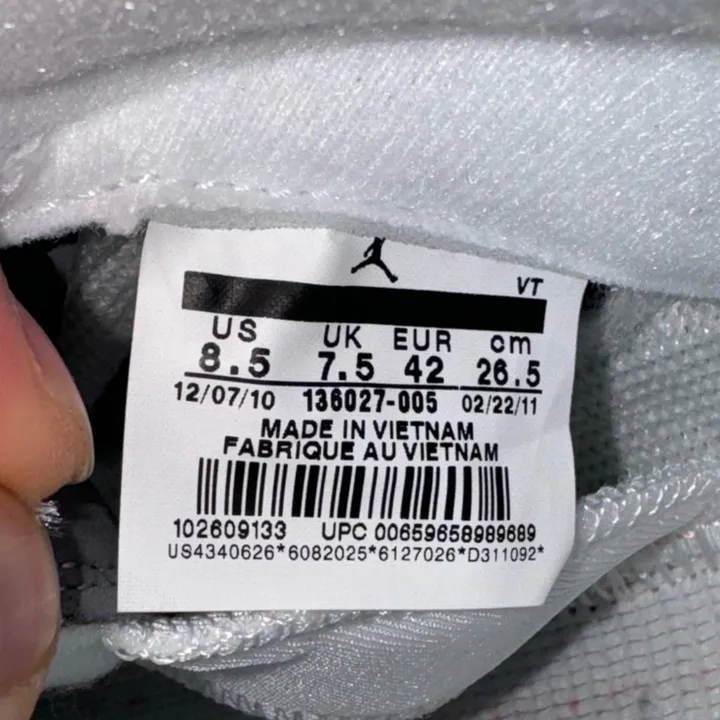 VT
US UK EUR cm
8.5 7.5 42 26.5
12/07/10 136027-005 02/22/11
MADE IN VIETNAM
FABRIQUE AU VIETNAM
102609133 UPC 00659658989689
US4340626*6082025*6127026*D311092*